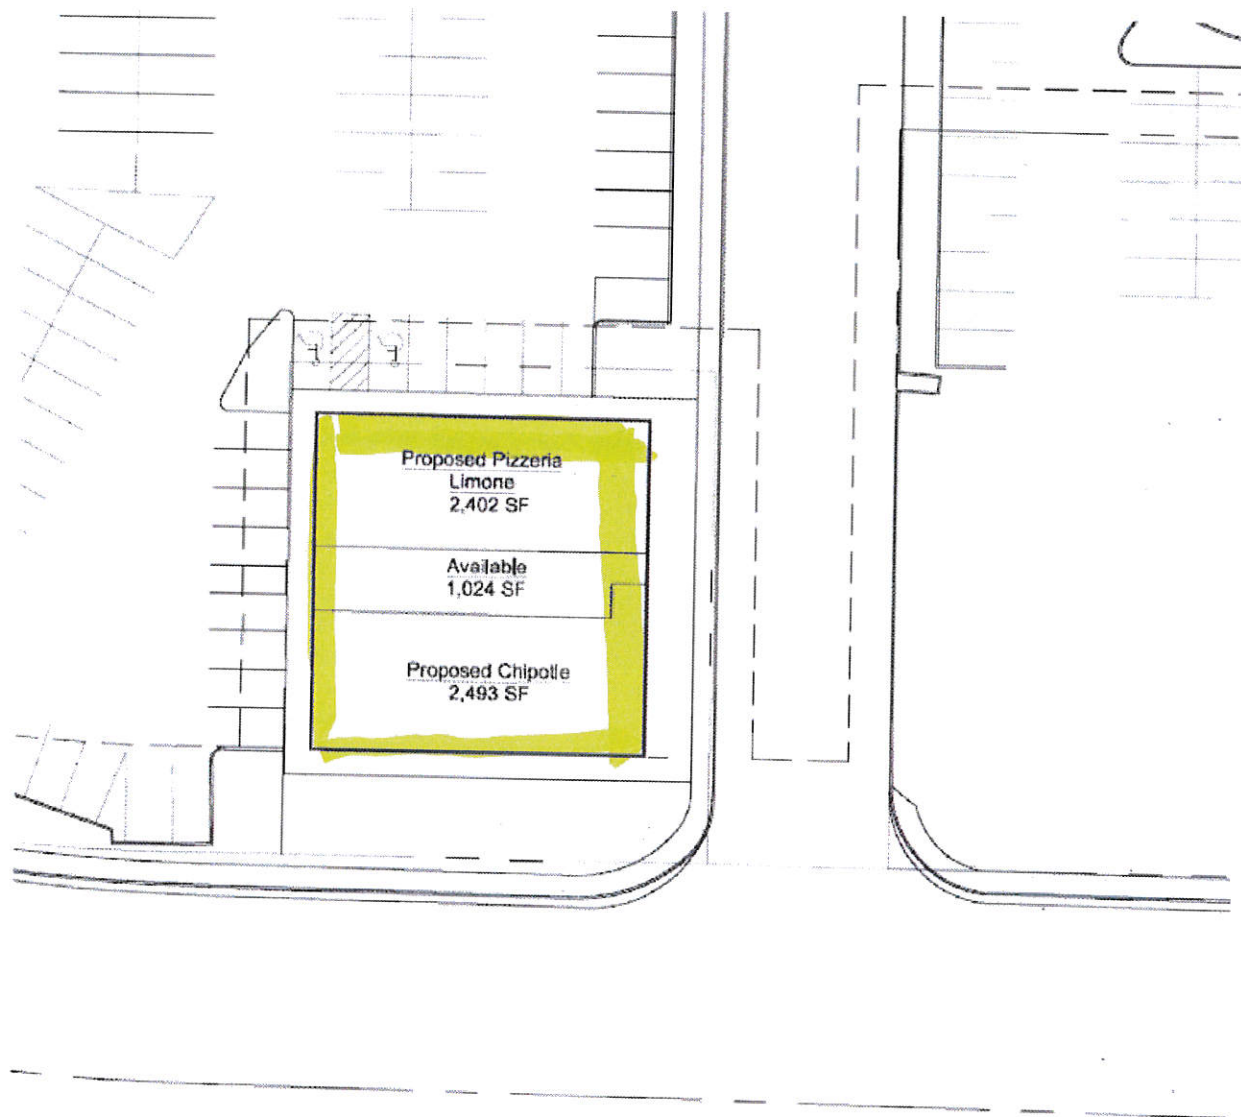 Proposed Pizzeria
Limone
2,402 SF
Available
1,024 SF
Proposed Chipotle
2,493 SF